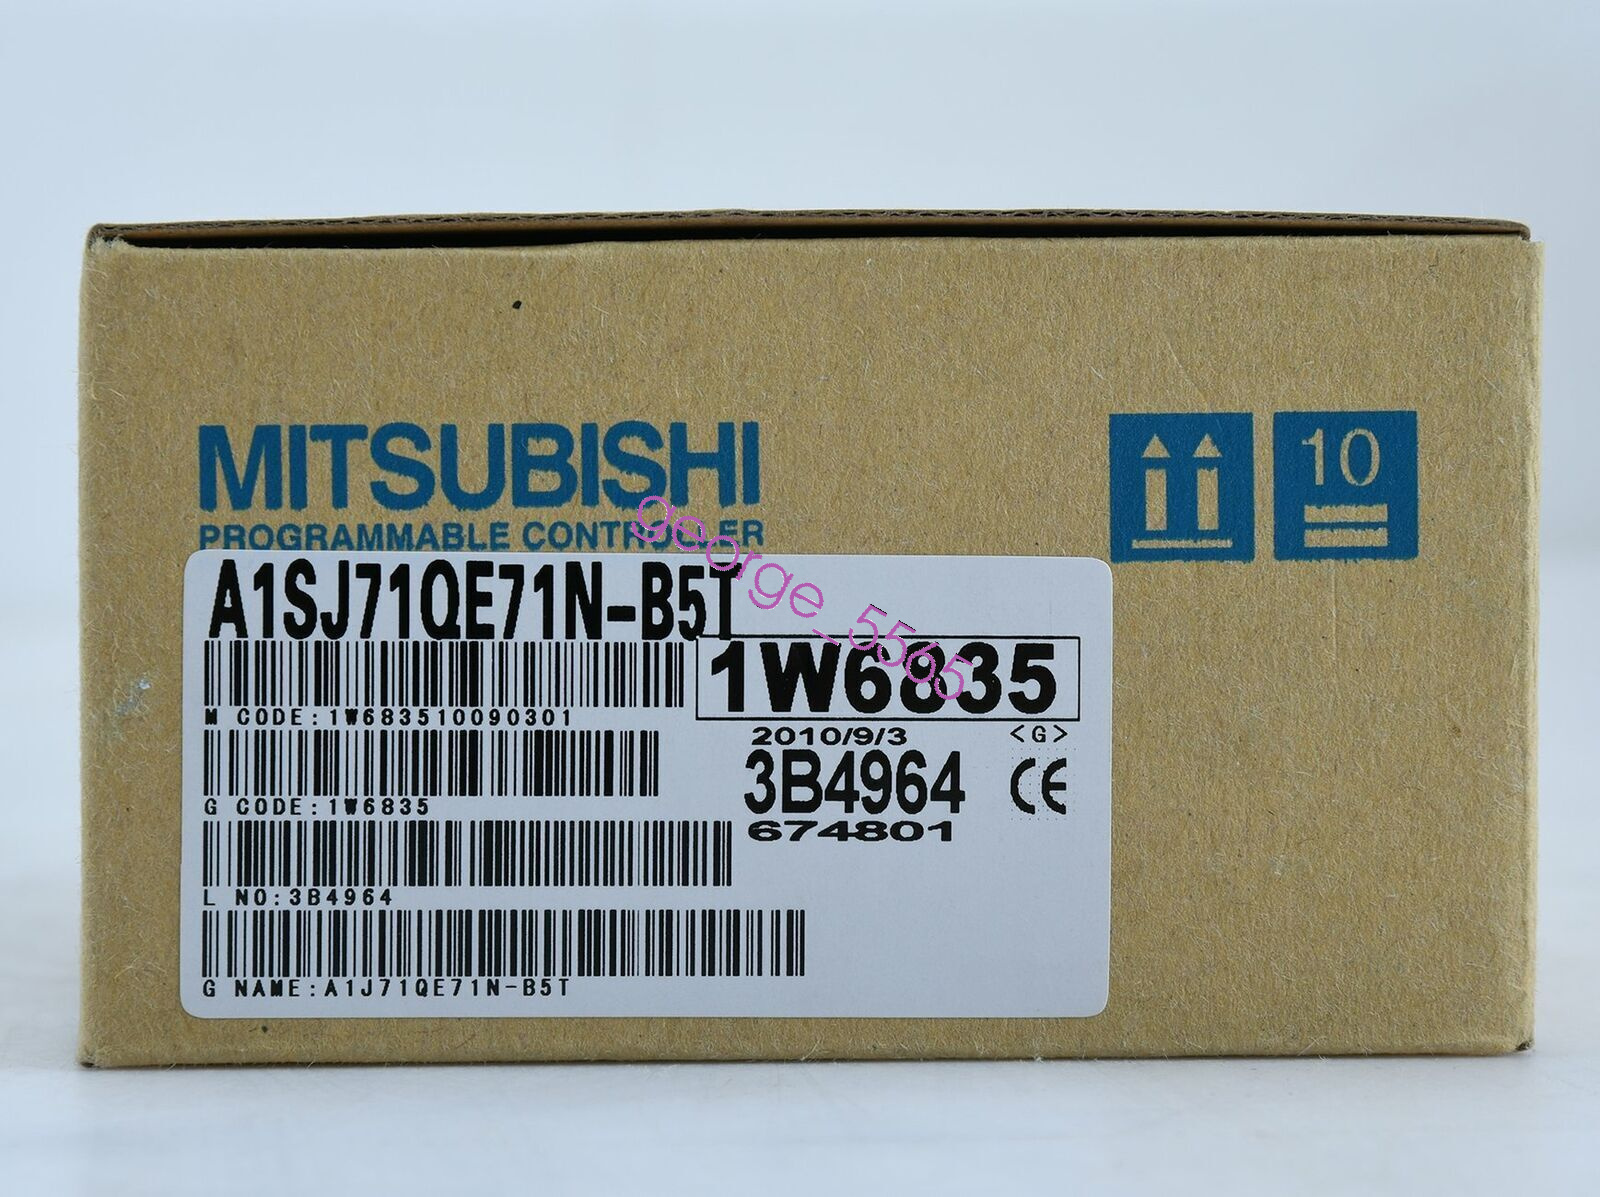 MITSUBISHI
PROGRAMMABLE CONTROLLER
10
A1SJ71QE71N-B5T
1W6835
M CODE:1W683510090301
2010/9/3
<G>
3B4964
CE
G CODE:1W6835
674801
L NO:3B4964
G NAME:A1J71QE71N-B5T
george_5565